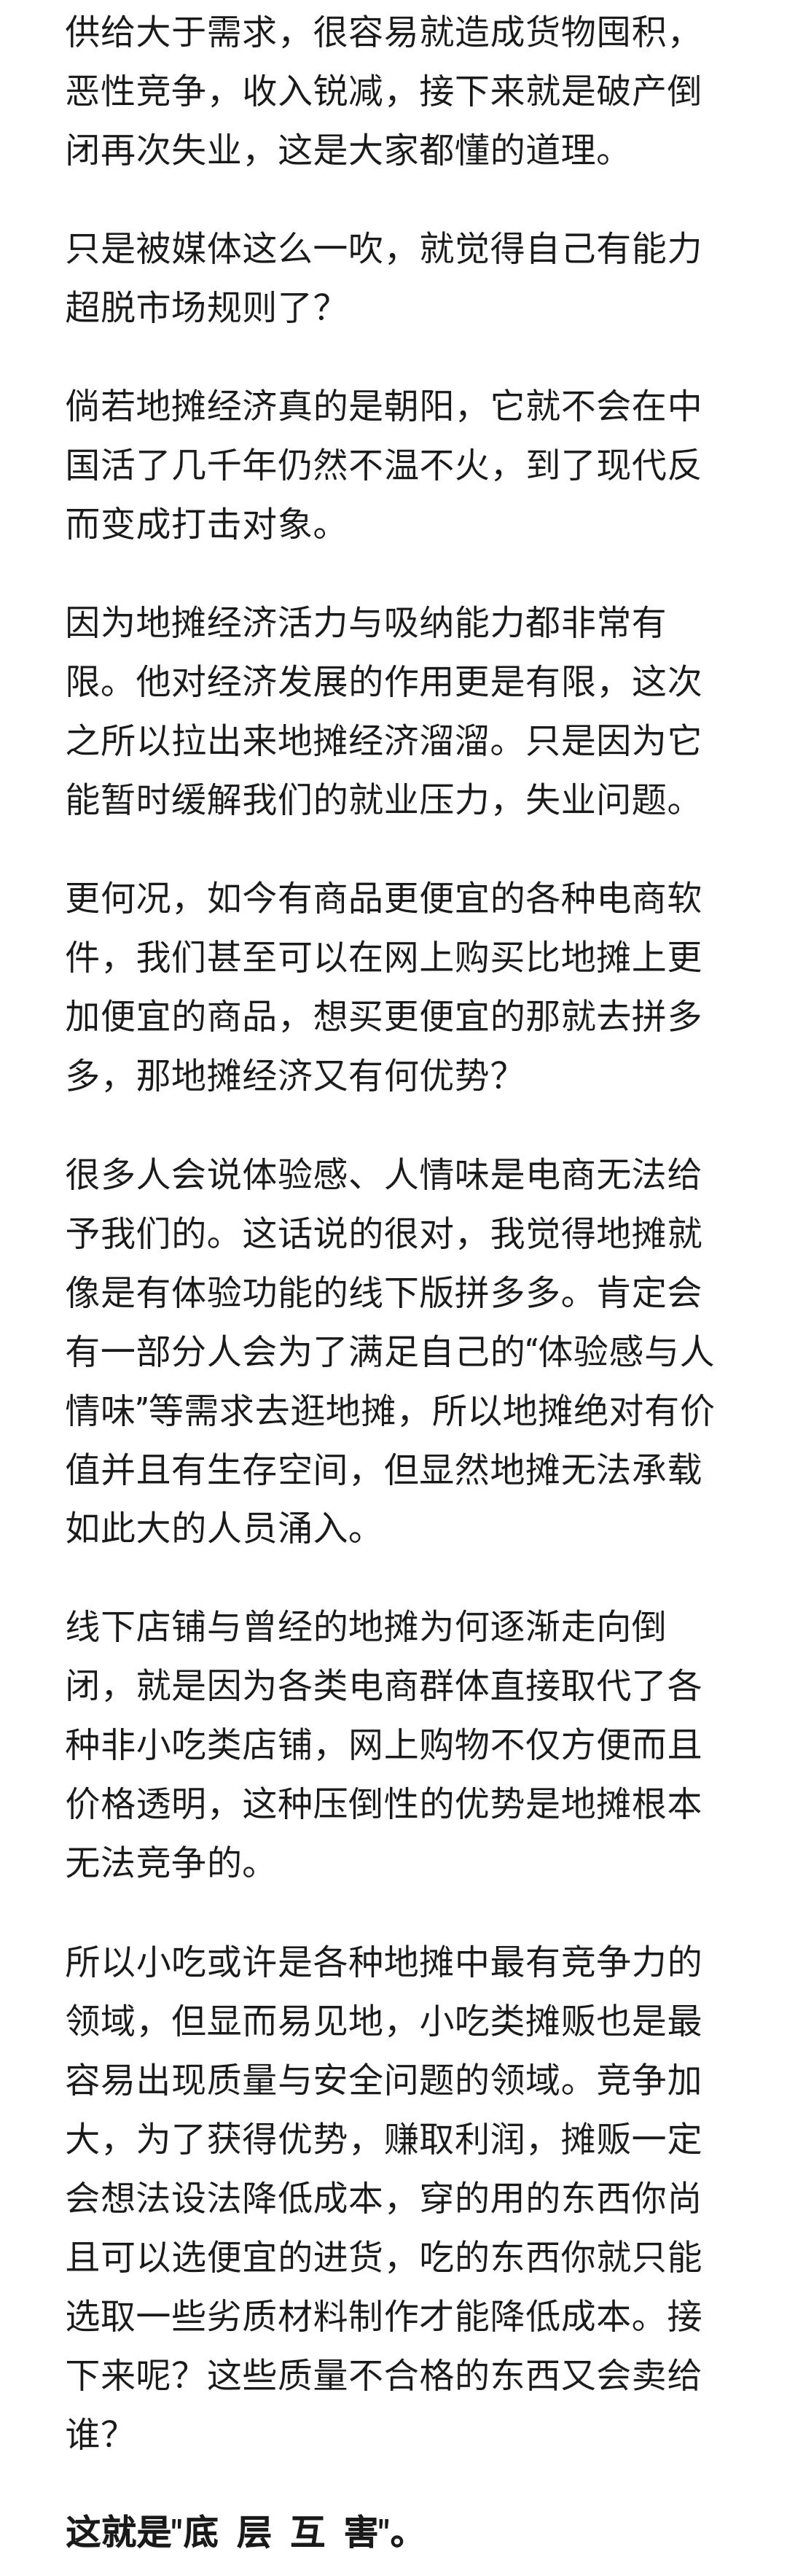 供给大于需求，很容易就造成货物囤积，
恶性竞争，收入锐减，接下来就是破产倒
闭再次失业，这是大家都懂的道理。
只是被媒体这么一吹，就觉得自己有能力
超脱市场规则了？
倘若地摊经济真的是朝阳，它就不会在中
国活了几千年仍然不温不火，到了现代反
而变成打击对象。
因为地摊经济活力与吸纳能力都非常有
限。他对经济发展的作用更是有限，这次
之所以拉出来地摊经济溜溜。只是因为它
能暂时缓解我们的就业压力，失业问题。
更何况，如今有商品更便宜的各种电商软
件，我们甚至可以在网上购买比地摊上更
加便宜的商品，想买更便宜的那就去拼多
多，那地摊经济又有何优势？
很多人会说体验感、人情味是电商无法给
予我们的。这话说的很对，我觉得地摊就
像是有体验功能的线下版拼多多。肯定会
有一部分人会为了满足自己的“体验感与人
情味”等需求去逛地摊，所以地摊绝对有价
值并且有生存空间，但显然地摊无法承载
如此大的人员涌入。
线下店铺与曾经的地摊为何逐渐走向倒
闭，就是因为各类电商群体直接取代了各
种非小吃类店铺，网上购物不仅方便而且
价格透明，这种压倒性的优势是地摊根本
无法竞争的。
所以小吃或许是各种地摊中最有竞争力的
领域，但显而易见地，小吃类摊贩也是最
容易出现质量与安全问题的领域。竞争加
大，为了获得优势，赚取利润，摊贩一定
会想法设法降低成本，穿的用的东西你尚
且可以选便宜的进货，吃的东西你就只能
选取一些劣质材料制作才能降低成本。接
下来呢？这些质量不合格的东西又会卖给
谁？
这就是"底 层 互 害"。